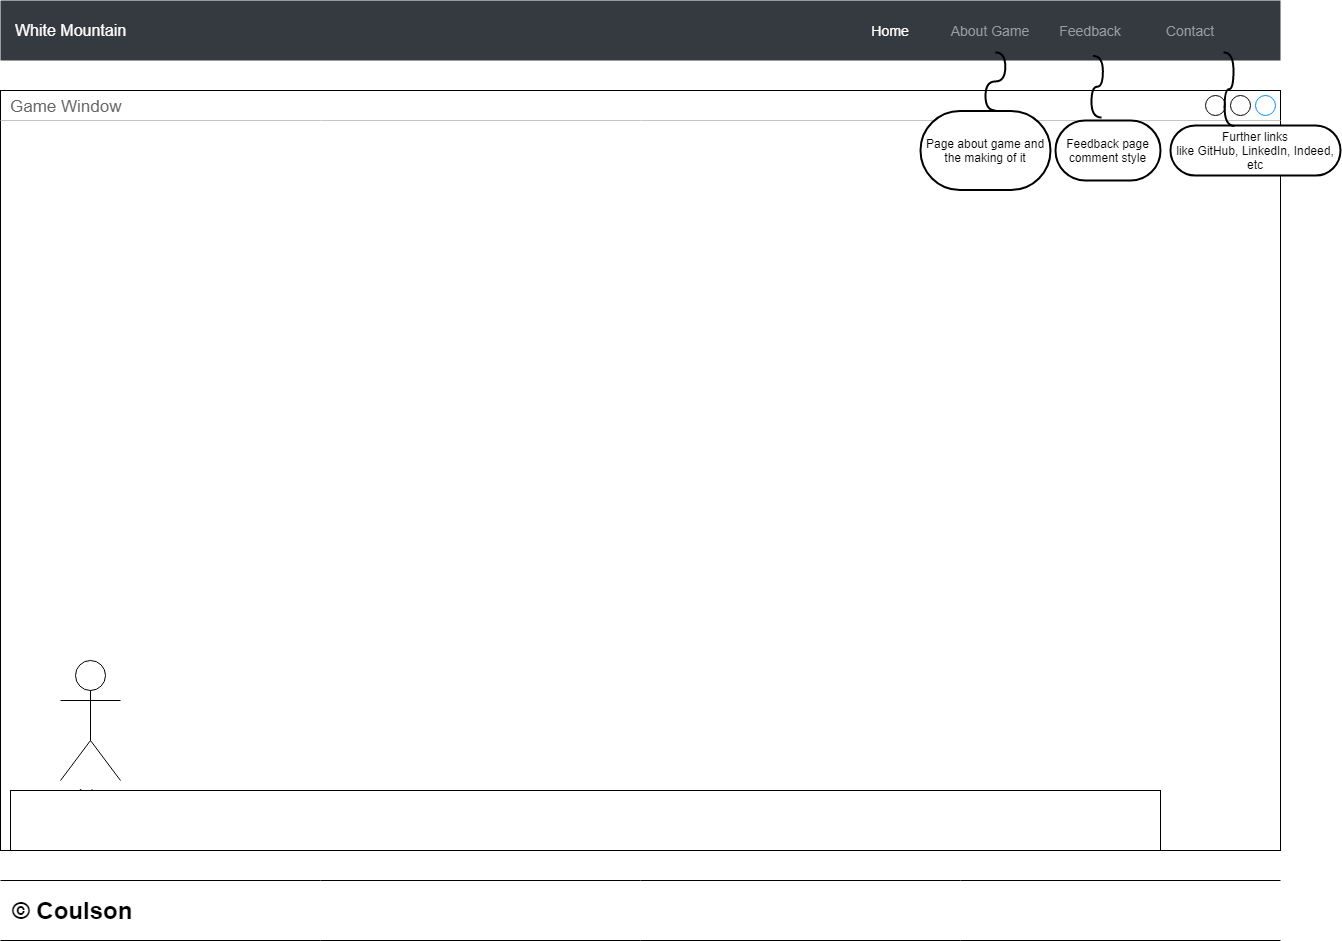 White Mountain
Home
About Game
Feedback
Contact
Game Window
Page about game and
the making of it
Feedback page
comment style
Further links
like GitHub, LinkedIn, Indeed,
etc
© Coulson